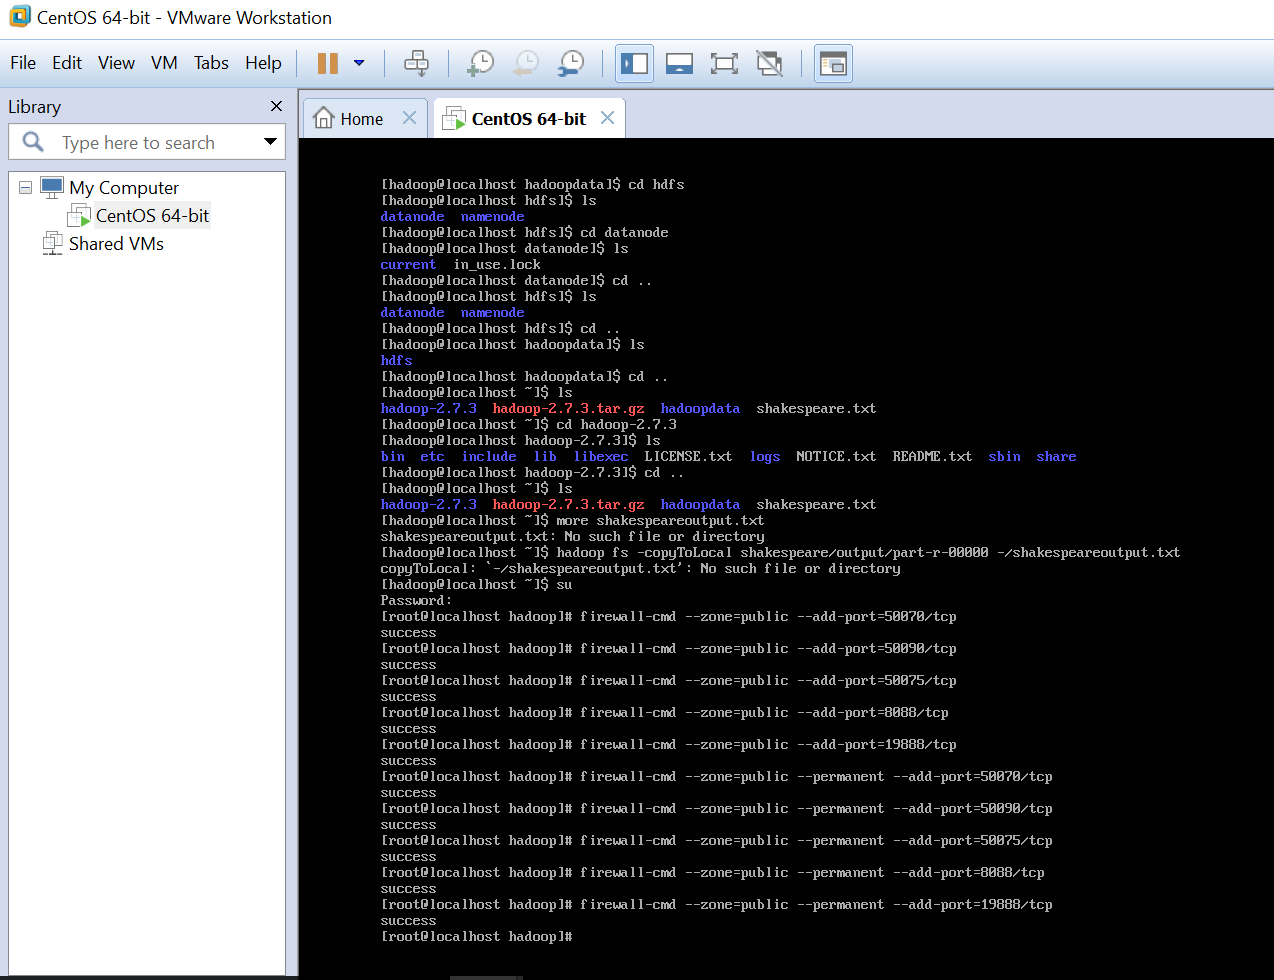 CentOS 64-bit - VMware Workstation
File Edit View VM Tabs Help
Library
Type here to search
My Computer
CentOS 64-bit
Shared VMs
Home
CentOS 64-bit
[hadoop@localhost hadoopdata]$ cd hdfs
[hadoop@localhost hdfs]$ ls
datanode  namenode
[hadoop@localhost hdfs]$ cd datanode
[hadoop@localhost datanode]$ ls
current  in_use.lock
[hadoop@localhost datanode]$ cd ..
[hadoop@localhost hdfs]$ ls
datanode  namenode
[hadoop@localhost hdfs]$ cd ..
[hadoop@localhost hadoopdata]$ ls
hdfs
[hadoop@localhost hadoopdata]$ cd ..
[hadoop@localhost ~]$ ls
hadoop-2.7.3  hadoop-2.7.3.tar.gz  hadoopdata  shakespeare.txt
[hadoop@localhost ~]$ cd hadoop-2.7.3
[hadoop@localhost hadoop-2.7.3]$ ls
bin  etc  include  lib  libexec  LICENSE.txt  logs  NOTICE.txt  README.txt  sbin  share
[hadoop@localhost hadoop-2.7.3]$ cd ..
[hadoop@localhost ~]$ ls
hadoop-2.7.3  hadoop-2.7.3.tar.gz  hadoopdata  shakespeare.txt
[hadoop@localhost ~]$ more shakespeareoutput.txt
shakespeareoutput.txt: No such file or directory
[hadoop@localhost ~]$ hadoop fs -copyToLocal shakespeare/output/part-r-00000 -/shakespeareoutput.txt
copyToLocal: `-/shakespeareoutput.txt': No such file or directory
[hadoop@localhost ~]$ su
Password:
[root@localhost hadoop]# firewall-cmd --zone=public --add-port=50070/tcp
success
[root@localhost hadoop]# firewall-cmd --zone=public --add-port=50090/tcp
success
[root@localhost hadoop]# firewall-cmd --zone=public --add-port=50075/tcp
success
[root@localhost hadoop]# firewall-cmd --zone=public --add-port=8088/tcp
success
[root@localhost hadoop]# firewall-cmd --zone=public --add-port=19888/tcp
success
[root@localhost hadoop]# firewall-cmd --zone=public --permanent --add-port=50070/tcp
success
[root@localhost hadoop]# firewall-cmd --zone=public --permanent --add-port=50090/tcp
success
[root@localhost hadoop]# firewall-cmd --zone=public --permanent --add-port=50075/tcp
success
[root@localhost hadoop]# firewall-cmd --zone=public --permanent --add-port=8088/tcp
success
[root@localhost hadoop]# firewall-cmd --zone=public --permanent --add-port=19888/tcp
success
[root@localhost hadoop]#